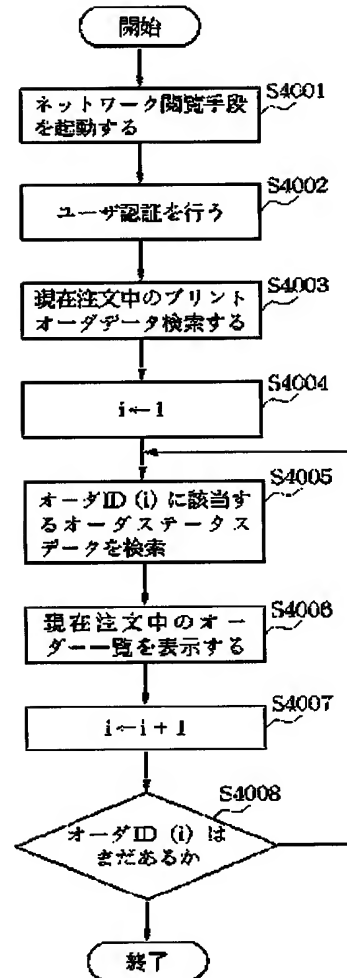 開始
S4001
ネットワーク閲覧手段
を起動する
S4002
ユーザ認証を行う
S4003
現在注文中のプリント
オーダデータ検索する
S4004
i←1
S4005
オーダID (i) に該当す
るオーダステータス
データを検索
S4006
現在注文中のオー
ダー一覧を表示する
S4007
i←i+1
S4008
オーダID (i) は
まだあるか
終了